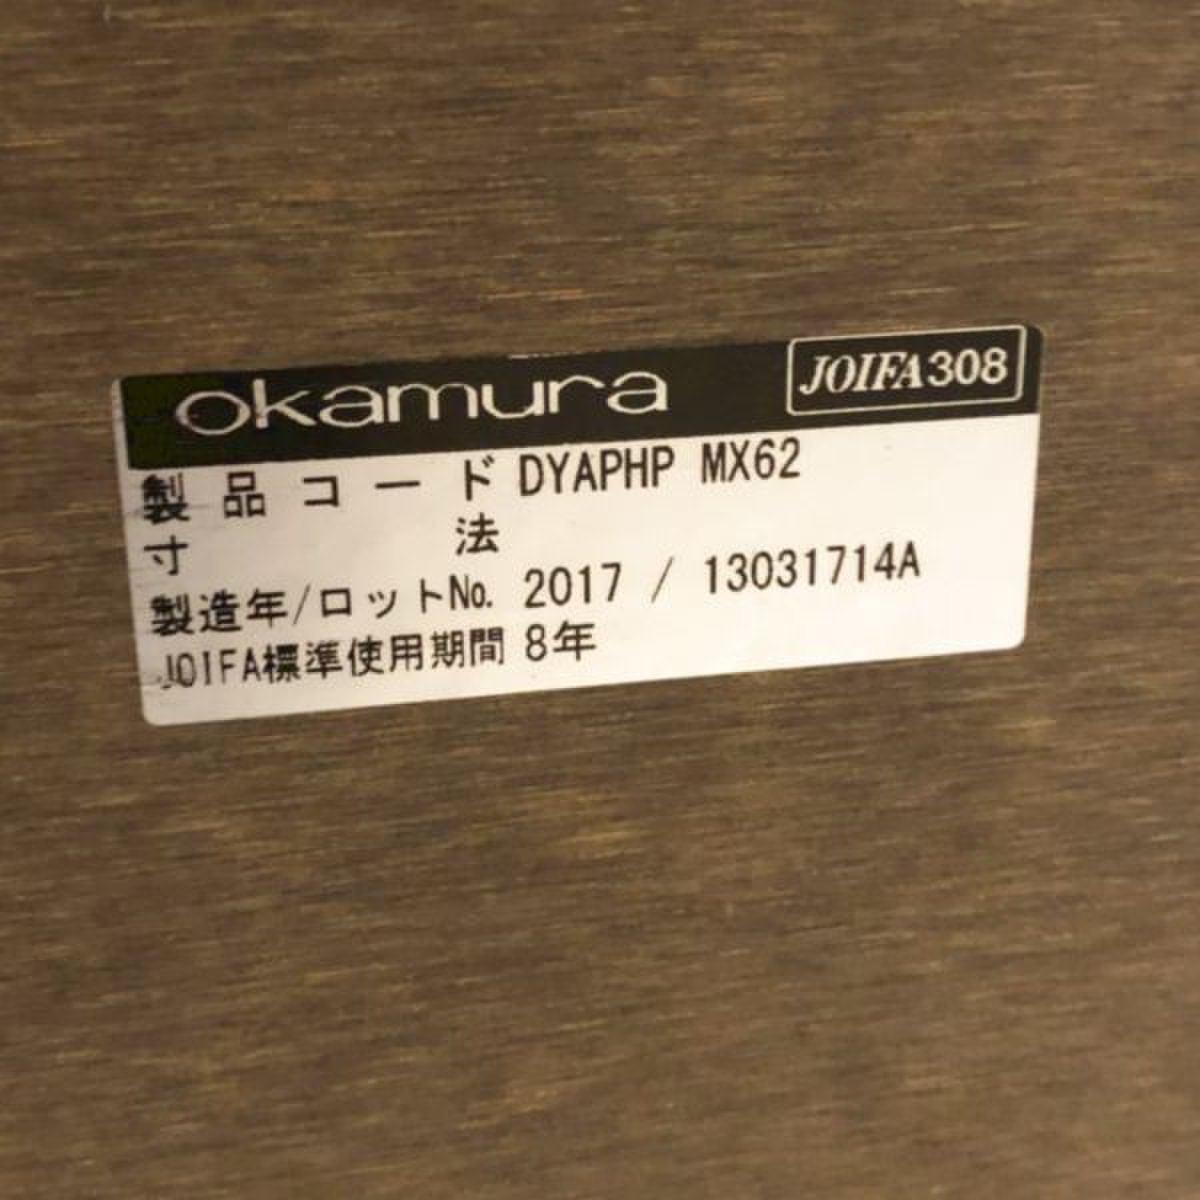 okamura JOIFA308
製品コード DYAPHP MX62
寸法
製造年/ロットNo. 2017 / 13031714A
JOIFA標準使用期間 8年